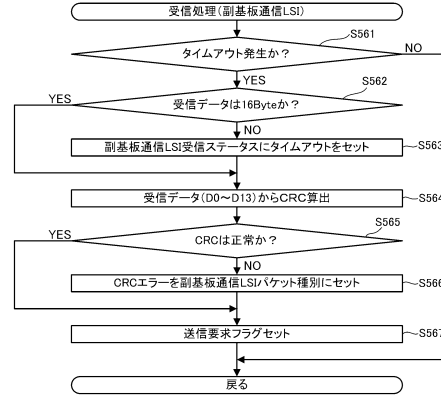 受信処理(副基板通信LSI)
S561
タイムアウト発生か？
NO
YES
S562
YES
受信データは16Byteか？
NO
副基板通信LSI受信ステータスにタイムアウトをセット
S563
受信データ(D0～D13)からCRC算出
S564
S565
YES
CRCは正常か？
NO
CRCエラーを副基板通信LSIパケット種別にセット
S566
送信要求フラグセット
S567
戻る